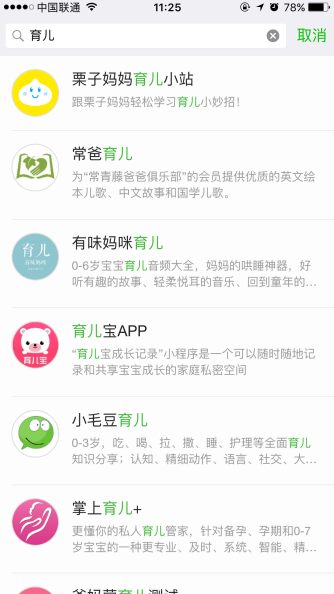 中国联通 11:25 78%
育儿 取消
栗子妈妈育儿小站
跟栗子妈妈轻松学习育儿小妙招！
常爸育儿
为“常青藤爸爸俱乐部”的会员提供优质的英文绘
本儿歌、中文故事和国学儿歌。
育儿
有味妈咪育儿
0-6岁宝宝育儿音频大全，妈妈的哄睡神器，好
听有趣的故事、轻柔悦耳的音乐、回到童年的...
育儿宝APP
“育儿宝成长记录”小程序是一个可以随时随地记
录和共享宝宝成长的家庭私密空间
育儿宝
小毛豆育儿
0-3岁，吃、喝、拉、撒、睡、护理等全面育儿
知识分享；认知、精细动作、语言、社交、大...
掌上育儿+
更懂你的私人育儿管家，针对备孕、孕期和0-7
岁宝宝的一种更专业、及时、系统、智能、精...